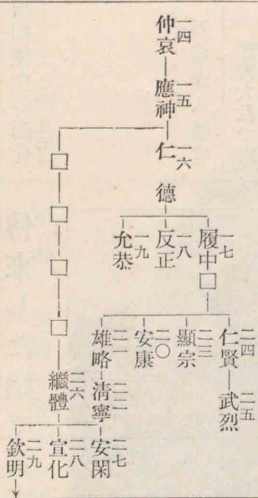 一四
仲哀
一五
應神
一六
仁德
一七
履中
一八
反正
一九
允恭
二四
仁賢
二五
武烈
二三
顯宗
二〇
安康
二一
雄略
二二
淸寧
二六
繼體
二七
安閑
二八
宣化
二九
欽明